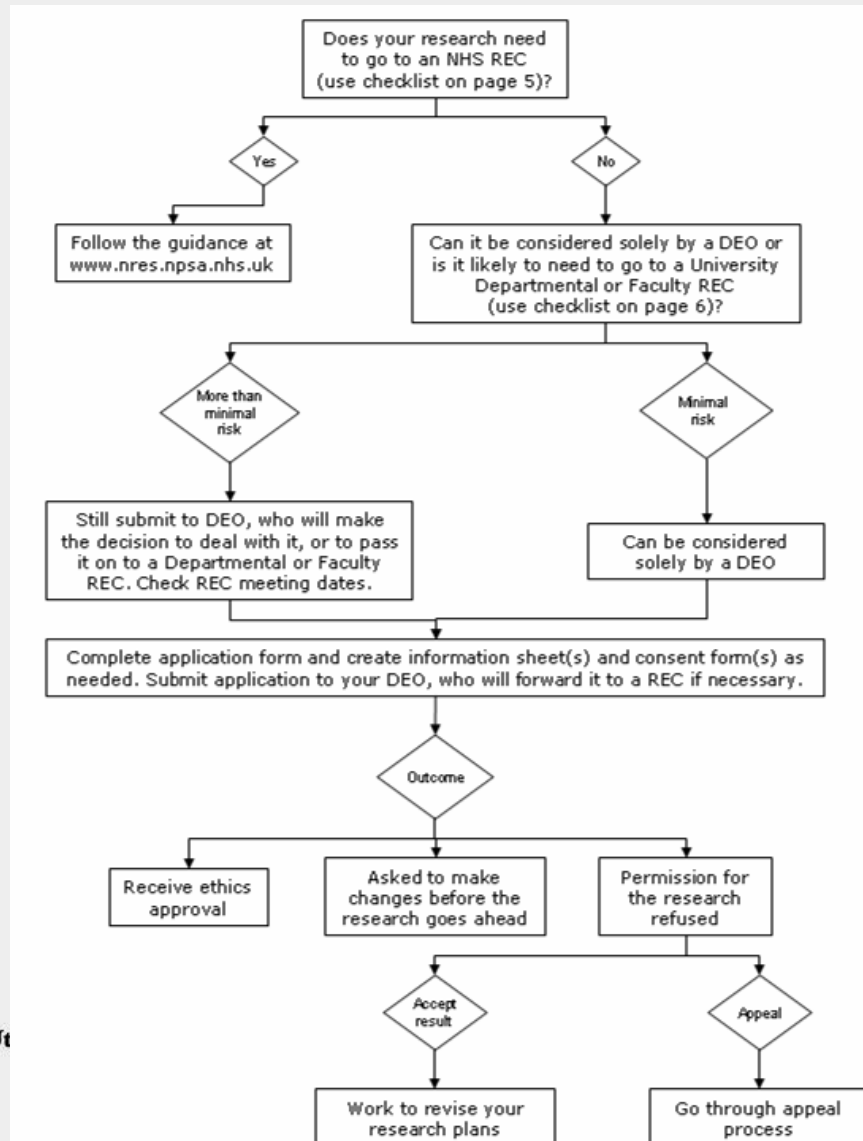 Does your research need
to go to an NHS REC
(use checklist on page 5)?
Yes
No
Follow the guidance at
www.nres.npsa.nhs.uk
Can it be considered solely by a DEO or
is it likely to need to go to a University
Departmental or Faculty REC
(use checklist on page 6)?
More than
minimal
risk
Minimal
risk
Still submit to DEO, who will make
the decision to deal with it, or to pass
it on to a Departmental or Faculty
REC. Check REC meeting dates.
Can be considered
solely by a DEO
Complete application form and create information sheet(s) and consent form(s) as
needed. Submit application to your DEO, who will forward it to a REC if necessary.
Outcome
Receive ethics
approval
Asked to make
changes before the
research goes ahead
Permission for
the research
refused
Accept
result
Appeal
Work to revise your
research plans
Go through appeal
process